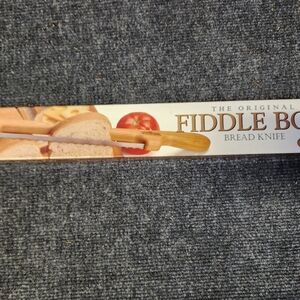 THE ORIGINAL
FIDDLE BO
BREAD KNIFE